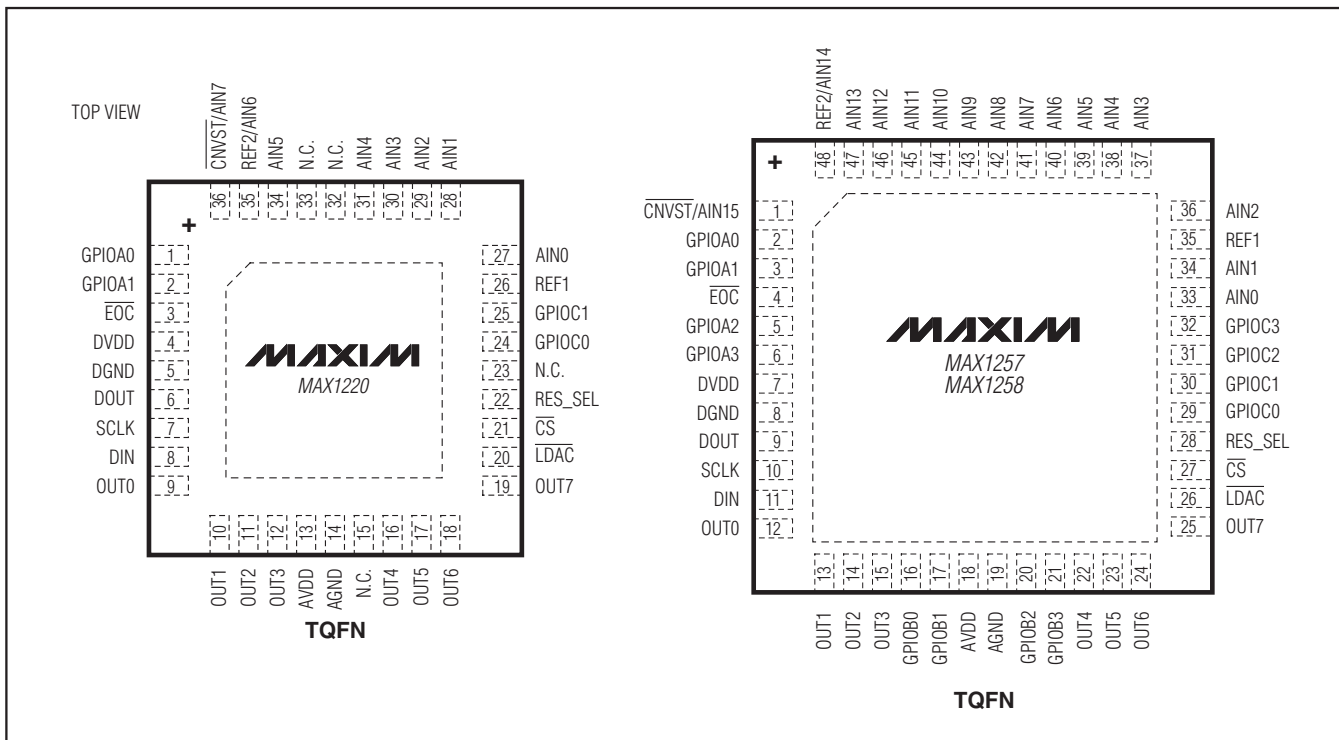 TOP VIEW
C̅N̅V̅S̅T̅/AIN7
REF2/AIN6
AIN5
N.C.
N.C.
AIN4
AIN3
AIN2
AIN1
36 35 34 33 32 31 30 29 28
+
GPIOA0 1
GPIOA1 2
E̅O̅C̅ 3
DVDD 4
DGND 5
DOUT 6
SCLK 7
DIN 8
OUT0 9
MAXIM
MAX1220
27 AIN0
26 REF1
25 GPIOC1
24 GPIOC0
23 N.C.
22 RES_SEL
21 C̅S̅
20 L̅D̅A̅C̅
19 OUT7
10 11 12 13 14 15 16 17 18
OUT1
OUT2
OUT3
AVDD
AGND
N.C.
OUT4
OUT5
OUT6
TQFN
REF2/AIN14
AIN13
AIN12
AIN11
AIN10
AIN9
AIN8
AIN7
AIN6
AIN5
AIN4
AIN3
48 47 46 45 44 43 42 41 40 39 38 37
+
C̅N̅V̅S̅T̅/AIN15 1
GPIOA0 2
GPIOA1 3
E̅O̅C̅ 4
GPIOA2 5
GPIOA3 6
DVDD 7
DGND 8
DOUT 9
SCLK 10
DIN 11
OUT0 12
MAXIM
MAX1257
MAX1258
36 AIN2
35 REF1
34 AIN1
33 AIN0
32 GPIOC3
31 GPIOC2
30 GPIOC1
29 GPIOC0
28 RES_SEL
27 C̅S̅
26 L̅D̅A̅C̅
25 OUT7
13 14 15 16 17 18 19 20 21 22 23 24
OUT1
OUT2
OUT3
GPIOB0
GPIOB1
AVDD
AGND
GPIOB2
GPIOB3
OUT4
OUT5
OUT6
TQFN